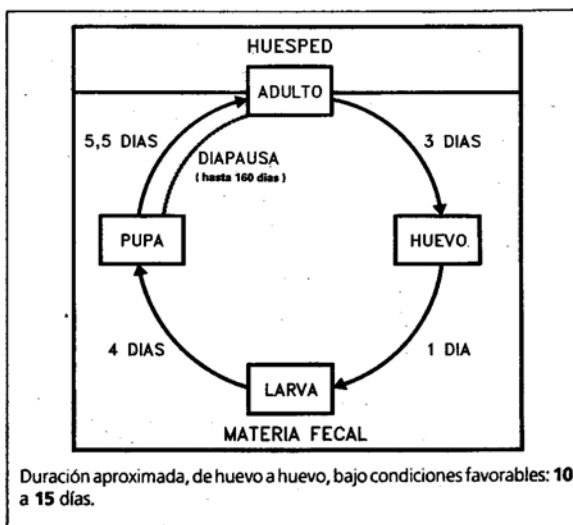 HUESPED
ADULTO
5,5 DIAS
3 DIAS
DIAPAUSA
( hasta 160 dias )
PUPA
HUEVO
4 DIAS
1 DIA
LARVA
MATERIA FECAL
Duración aproximada, de huevo a huevo, bajo condiciones favorables: 10
a 15 días.